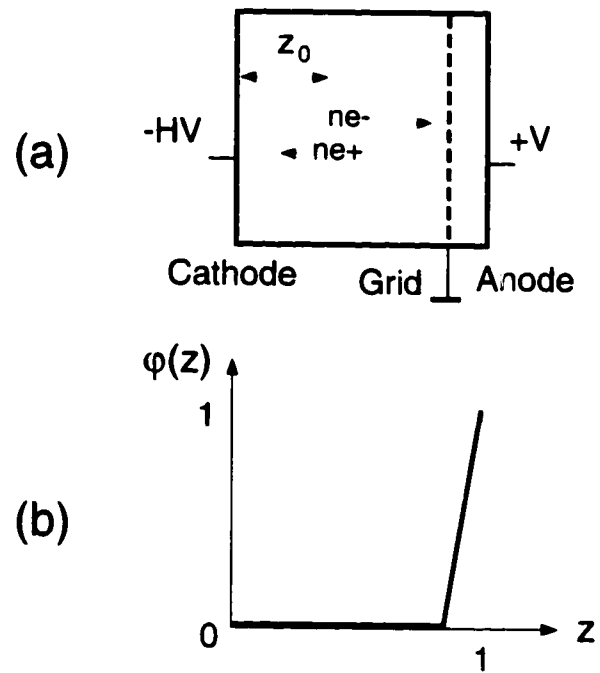 z0
ne-
-HV
ne+
+V
(a)
Cathode
Grid
Anode
φ(z)
1
(b)
0
1
z